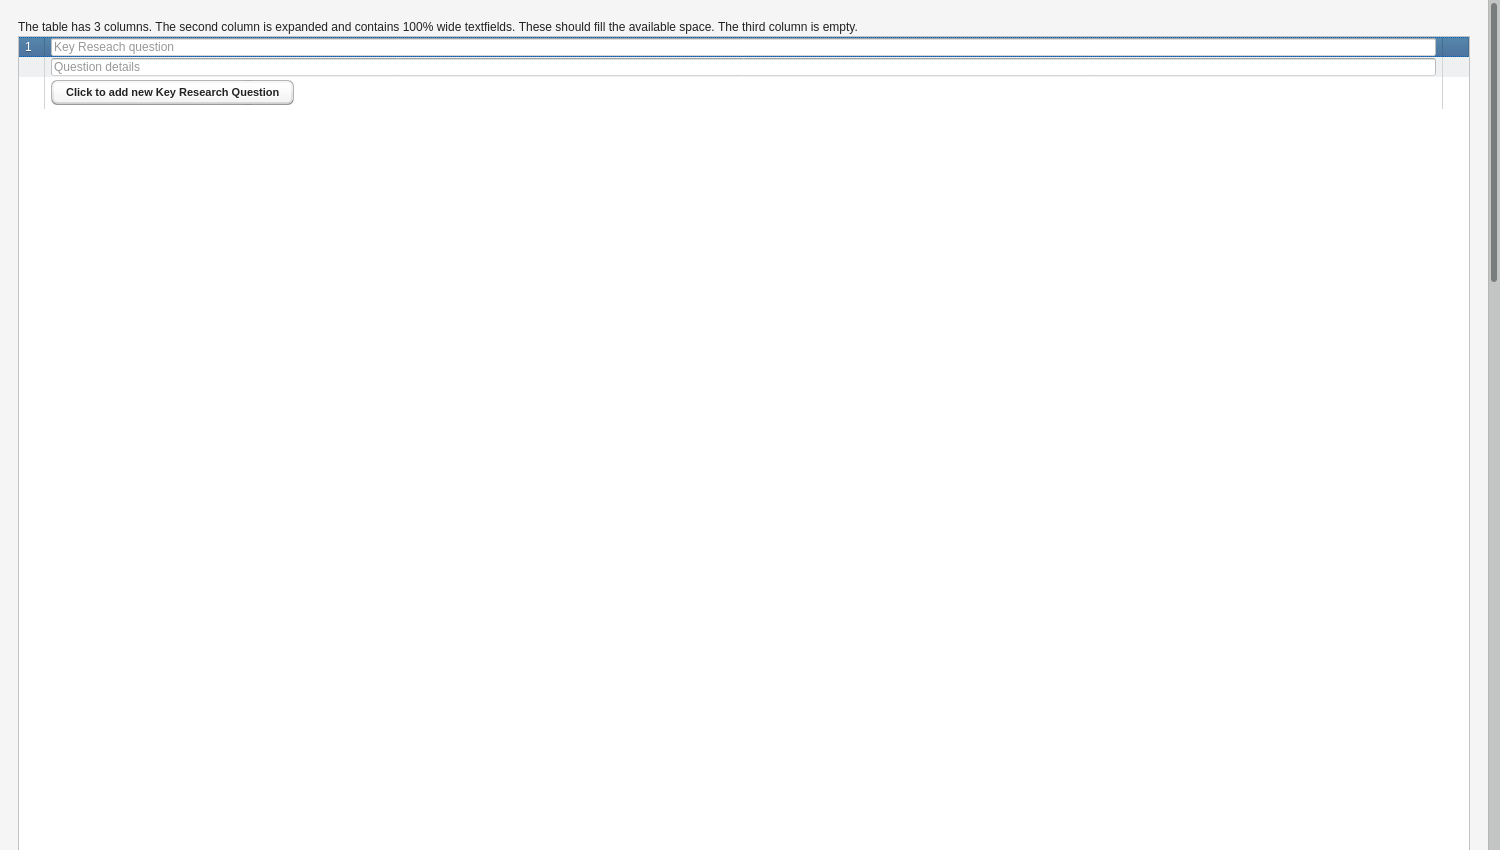 The table has 3 columns. The second column is expanded and contains 100% wide textfields. These should fill the available space. The third column is empty.
1 Key Reseach question
Question details
Click to add new Key Research Question